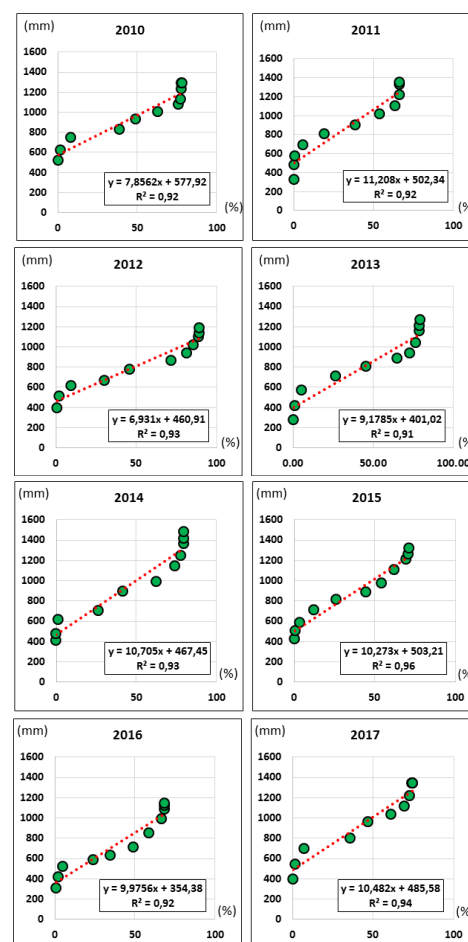 (mm)
2010
1600
1400
1200
1000
800
600
400
200
0
y = 7,8562x + 577,92
R² = 0,92
0 50 100
(%)
(mm)
2011
1600
1400
1200
1000
800
600
400
200
0
y = 11,208x + 502,34
R² = 0,92
0 50 100
(%)
(mm)
2012
1600
1400
1200
1000
800
600
400
200
0
y = 6,931x + 460,91
R² = 0,93
0 50 100
(%)
(mm)
2013
1600
1400
1200
1000
800
600
400
200
0
y = 9,1785x + 401,02
R² = 0,91
0.00 50.00 100.00
(%)
(mm)
2014
1600
1400
1200
1000
800
600
400
200
0
y = 10,705x + 467,45
R² = 0,93
0 50 100
(%)
(mm)
2015
1600
1400
1200
1000
800
600
400
200
0
y = 10,273x + 503,21
R² = 0,96
0 50 100
(%)
(mm)
2016
1600
1400
1200
1000
800
600
400
200
0
y = 9,9756x + 354,38
R² = 0,92
0 50 100
(%)
(mm)
2017
1600
1400
1200
1000
800
600
400
200
0
y = 10,482x + 485,58
R² = 0,94
0 50 100
(%)